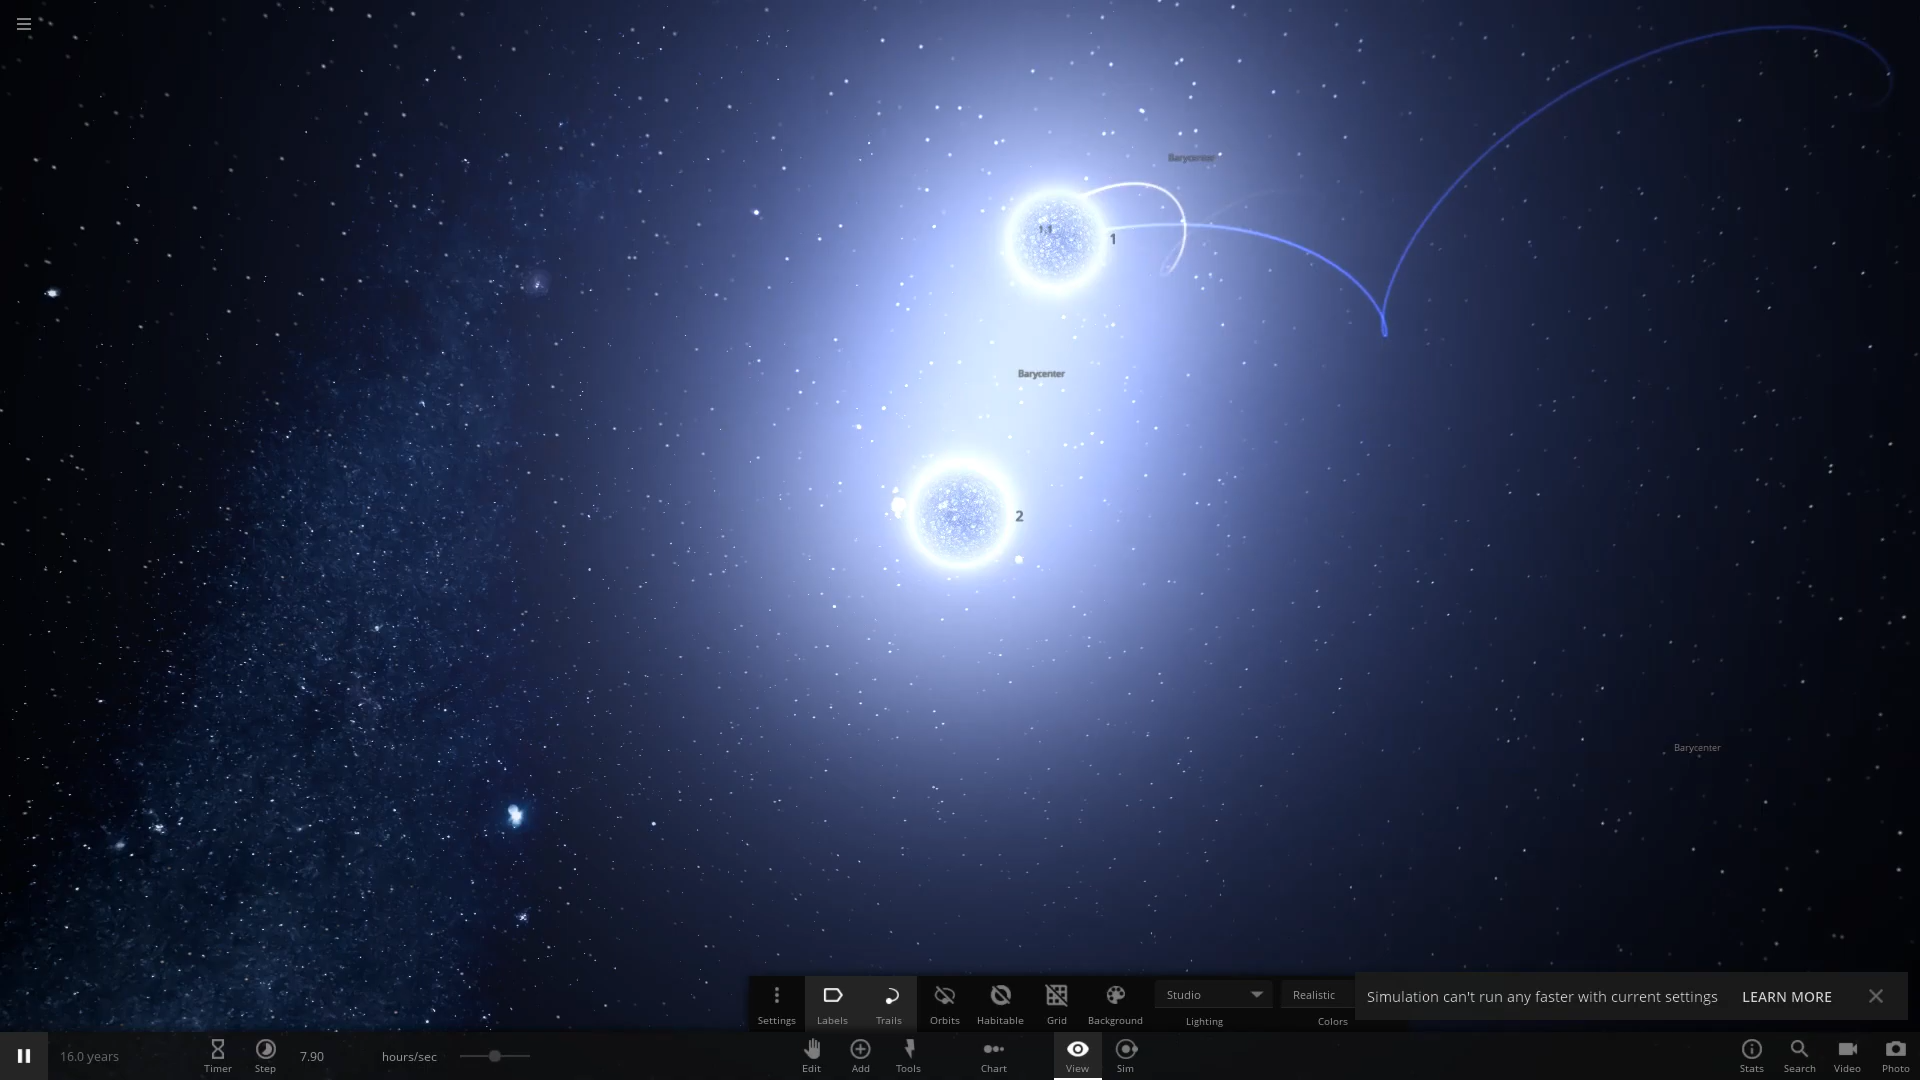 Barycenter
1.1
1
Barycenter
2
Barycenter
Studio
Realistic
Simulation can't run any faster with current settings
LEARN MORE
Settings
Labels
Trails
Orbits
Habitable
Grid
Background
Lighting
Colors
16.0 years
Timer
Step
7.90
hours/sec
Edit
Add
Tools
Chart
View
Sim
Stats
Search
Video
Photo